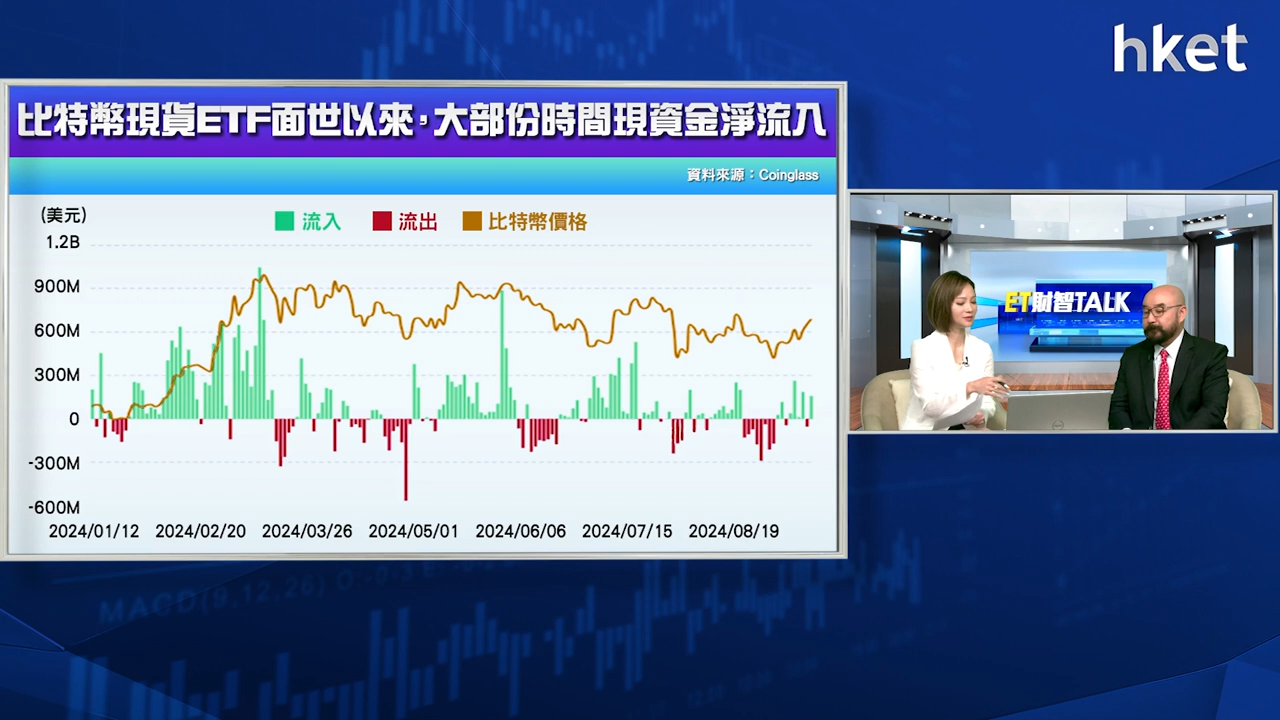 hket
比特幣現貨ETF面世以來，大部份時間現資金淨流入
資料來源：Coinglass
(美元)
流入 流出 比特幣價格
1.2B
900M
600M
300M
0
-300M
-600M
2024/01/12 2024/02/20 2024/03/26 2024/05/01 2024/06/06 2024/07/15 2024/08/19
ET財智TALK
MACD(9,12,26)